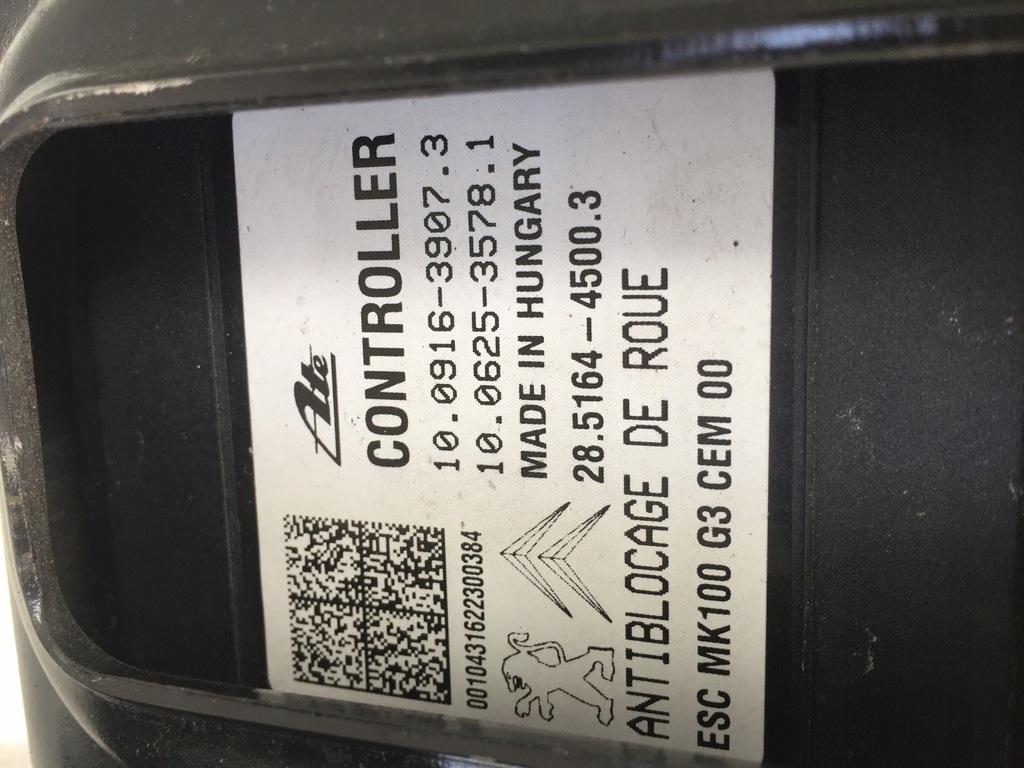 Ate
CONTROLLER
10.0916-3907.3
10.0625-3578.1
MADE IN HUNGARY
28.5164-4500.3
0010431622300384
ANTIBLOCAGE DE ROUE
ESC MK100 G3 CEM 00